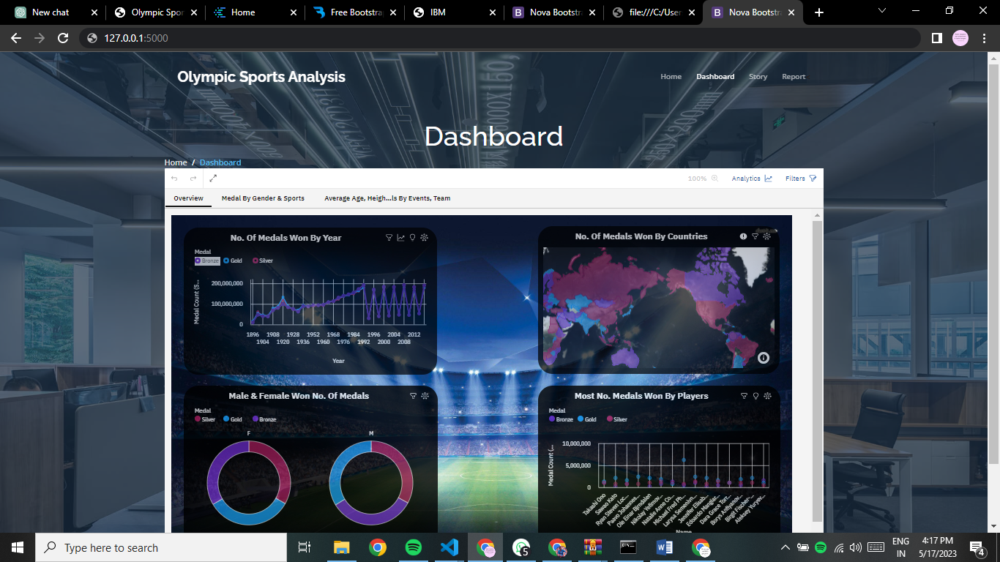 New chat
Olympic Spor
Home
Free Bootstra
IBM
Nova Bootstra
file:///C:/User
Nova Bootstra
127.0.0.1:5000
Olympic Sports Analysis
Home Dashboard Story Report
Dashboard
Home / Dashboard
100% Analytics Filters
Overview Medal By Gender & Sports Average Age, Heigh...ls By Events, Team
No. Of Medals Won By Year
Medal
Bronze Gold Silver
Medal Count (S...
200,000,000
100,000,000
0
1896 1908 1928 1952 1968 1984 1996 2004 2012
1904 1920 1936 1960 1976 1992 2000 2008
Year
No. Of Medals Won By Countries
Male & Female Won No. Of Medals
Medal
Silver Gold Bronze
F
M
Most No. Medals Won By Players
Medal
Bronze Gold Silver
Medal Count (...
10,000,000
5,000,000
0
Takashi Ono
Sawao Kato
Ryan Steven Loc...
Paavo Johannes...
Ole Einar Bjrndalen
Nikolay Yefimov...
Natalie Anne Co...
Michael Fred Ph...
Larysa Semenivn...
Jennifer Elisab...
Edoardo Mangiar...
Dara Grace Torr...
Borys Anfiyanov...
Birgit Fischer-...
Aleksey Yuryev...
Name
Type here to search
5
ENG
IN
4:17 PM
5/17/2023
4